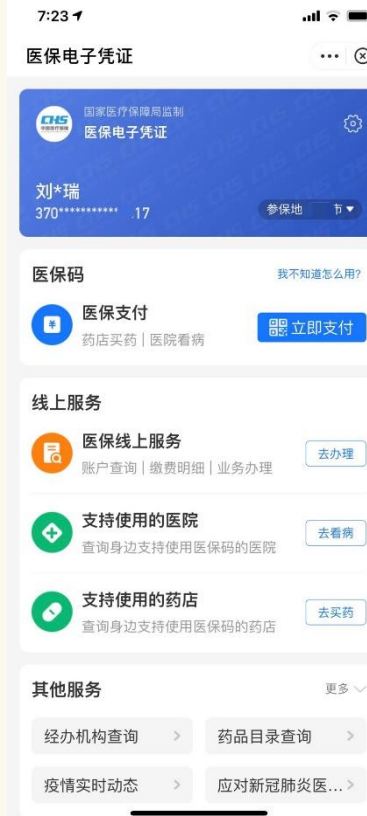 7:23
医保电子凭证
国家医疗保障局监制
CHS
医保电子凭证
刘*瑞
370*********** .17
参保地 市
医保码
我不知道怎么用?
医保支付
药店买药 | 医院看病
立即支付
线上服务
医保线上服务
账户查询 | 缴费明细 | 业务办理
去办理
支持使用的医院
查询身边支持使用医保码的医院
去看病
支持使用的药店
查询身边支持使用医保码的药店
去买药
其他服务
更多
经办机构查询
药品目录查询
疫情实时动态
应对新冠肺炎医...